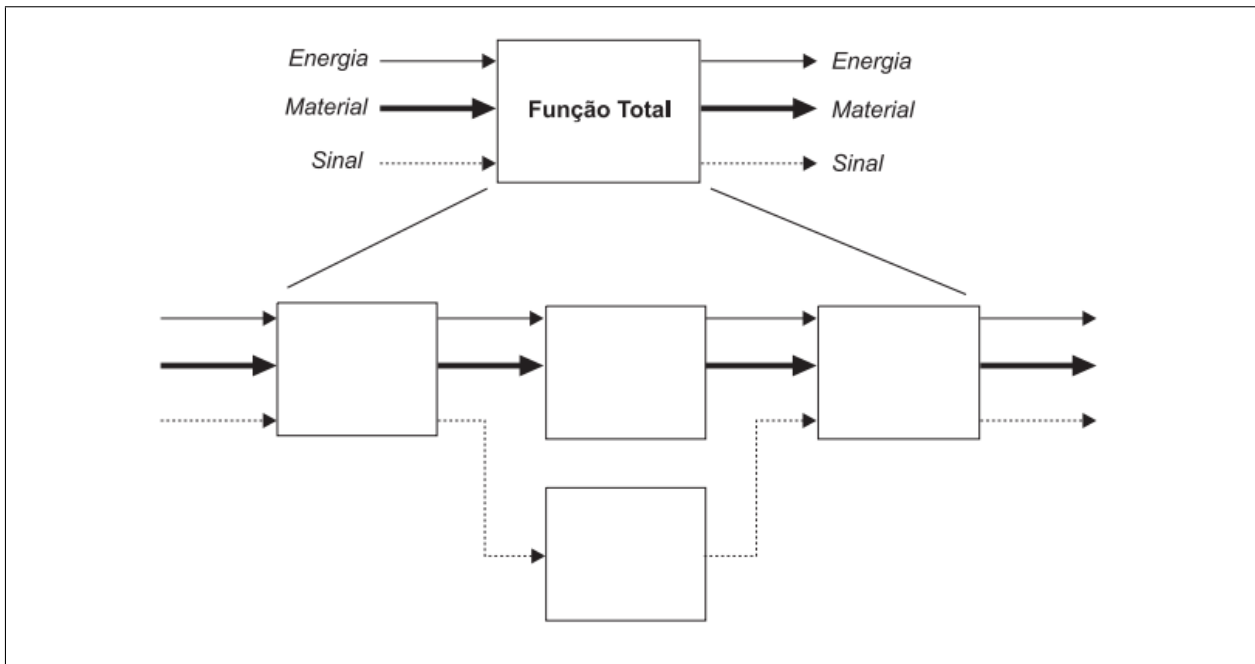 Energia
Energia
Material
Função Total
Material
Sinal
Sinal